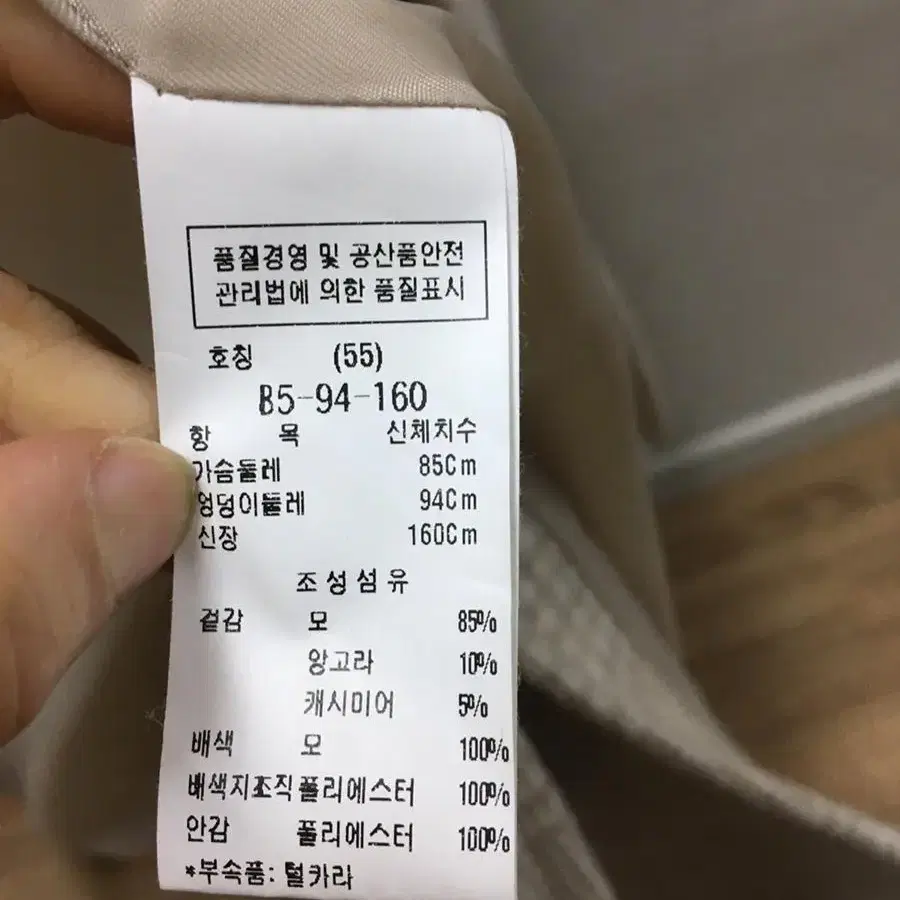 품질경영 및 공산품안전
관리법에 의한 품질표시
호칭 (55)
85-94-160
항 목 신체치수
가슴둘레 85Cm
엉덩이둘레 94Cm
신장 160Cm
조성섬유
겉감 모 85%
앙고라 10%
캐시미어 5%
배색 모 100%
배색지조직 폴리에스터 100%
안감 폴리에스터 100%
*부속품: 털카라